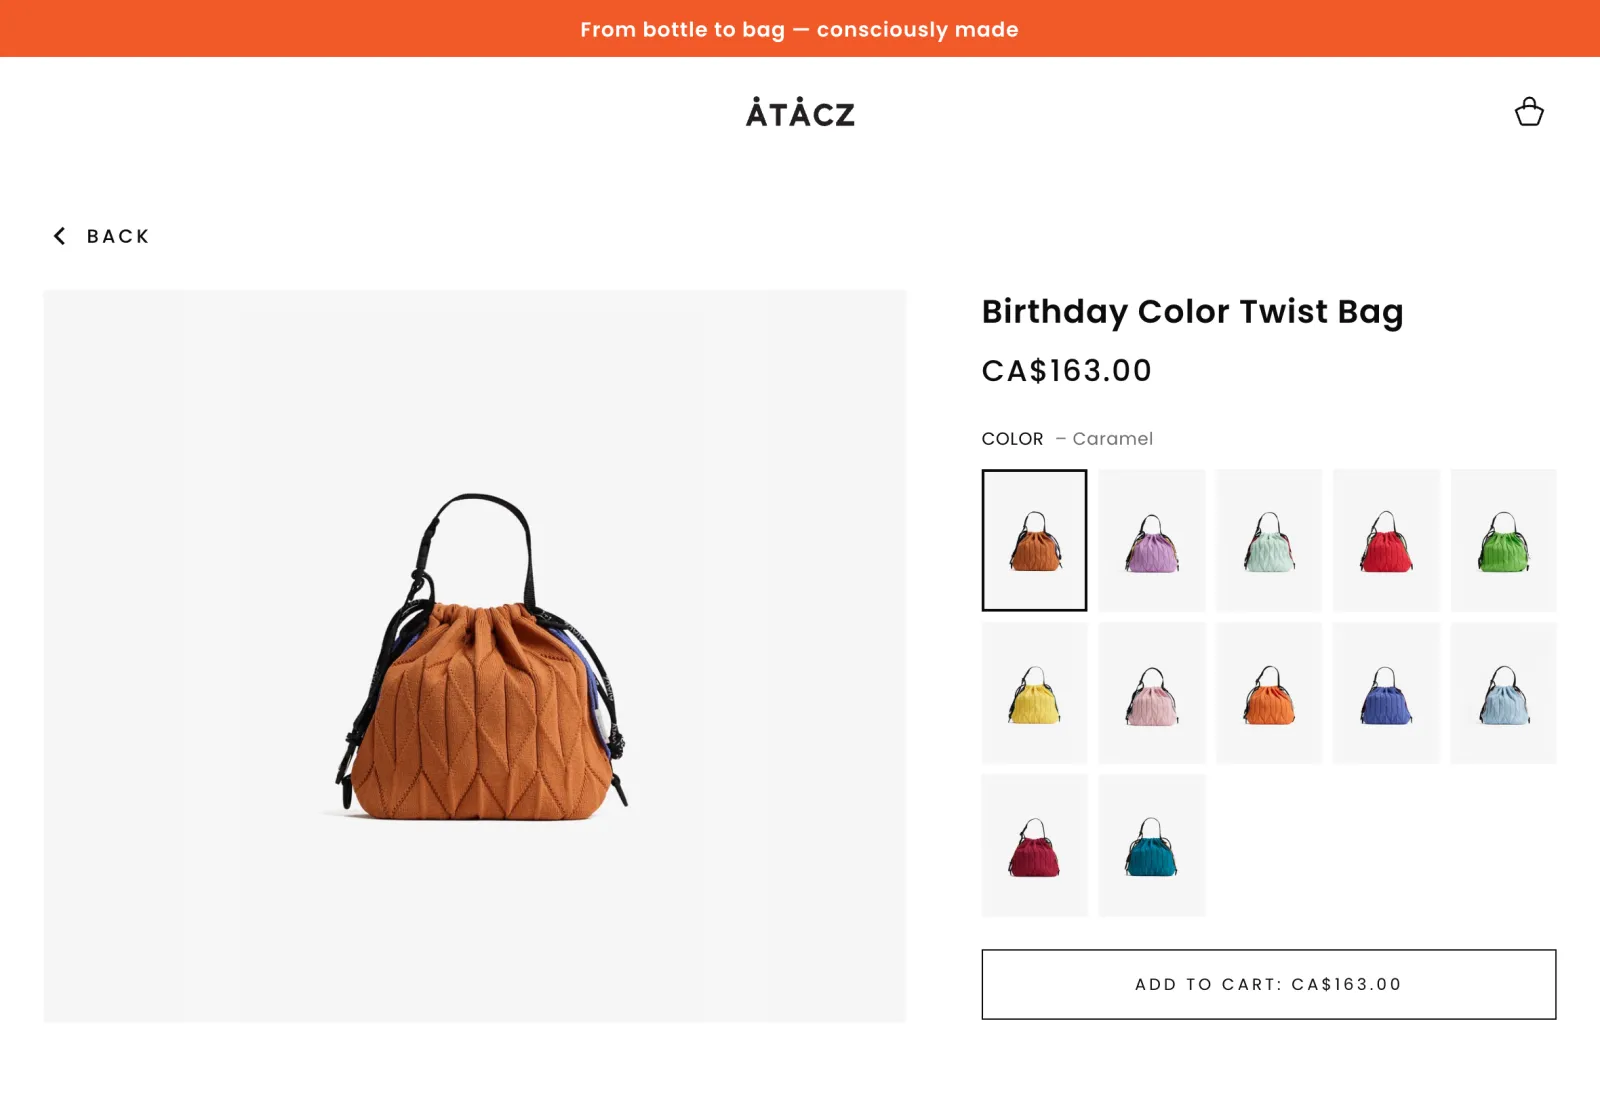 From bottle to bag — consciously made
ȦTȦCZ
BACK
Birthday Color Twist Bag
CA$163.00
COLOR – Caramel
ADD TO CART: CA$163.00